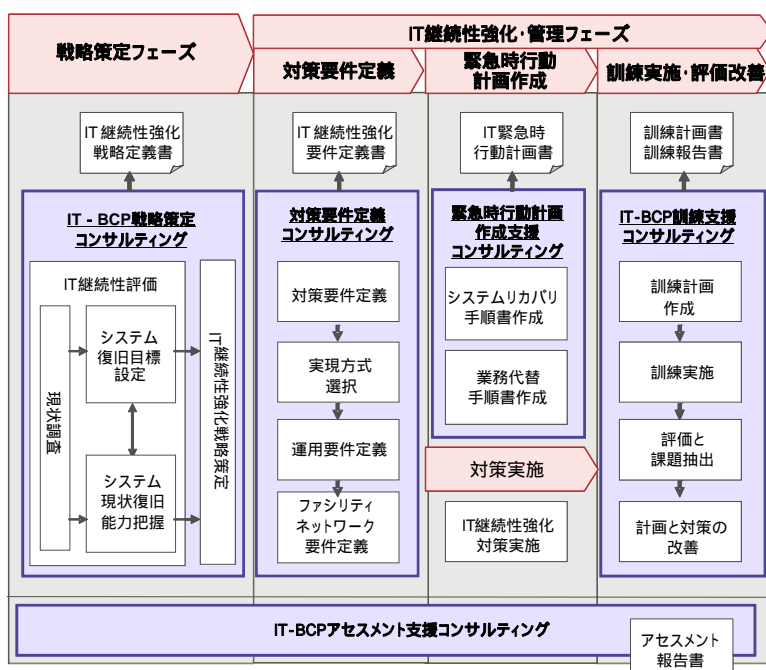 戦略策定フェーズ
IT継続性強化・管理フェーズ
対策要件定義
緊急時行動
計画作成
訓練実施・評価改善
IT継続性強化
戦略定義書
IT継続性強化
要件定義書
IT緊急時
行動計画書
訓練計画書
訓練報告書
IT‐BCP戦略策定
コンサルティング
IT継続性評価
現状調査
システム
復旧目標
設定
システム
現状復旧
能力把握
IT継続性強化戦略策定
対策要件定義
コンサルティング
対策要件定義
実現方式
選択
運用要件定義
ファシリティ
ネットワーク
要件定義
緊急時行動計画
作成支援
コンサルティング
システムリカバリ
手順書作成
業務代替
手順書作成
対策実施
IT継続性強化
対策実施
IT-BCP訓練支援
コンサルティング
訓練計画
作成
訓練実施
評価と
課題抽出
計画と対策の
改善
IT-BCPアセスメント支援コンサルティング
アセスメント
報告書